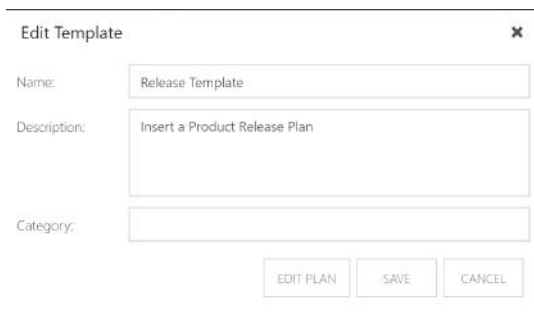 Edit Template
Name: Release Template
Description: Insert a Product Release Plan
Category:
EDIT PLAN SAVE CANCEL